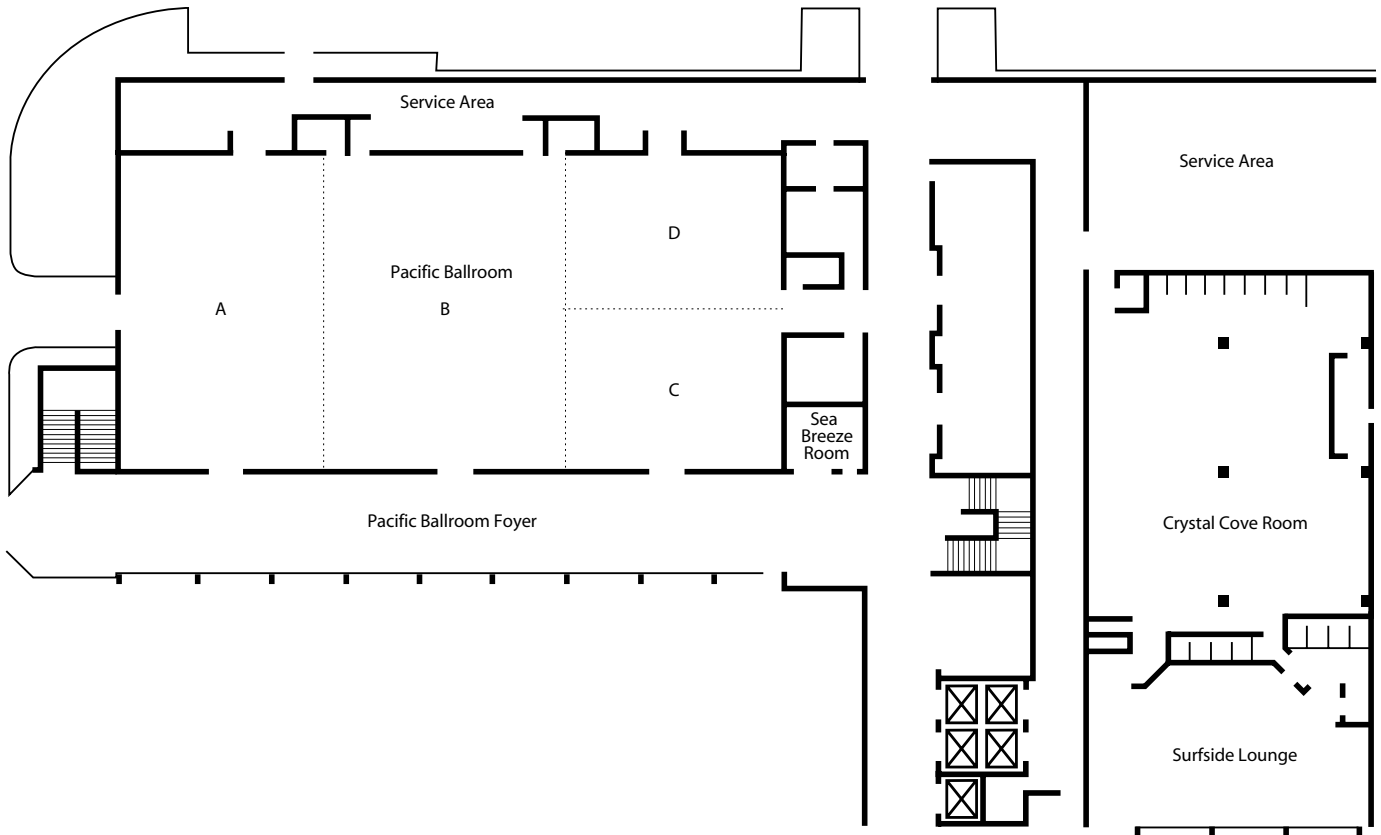 Service Area
Service Area
D
Pacific Ballroom
A
B
C
Sea
Breeze
Room
Pacific Ballroom Foyer
Crystal Cove Room
Surfside Lounge